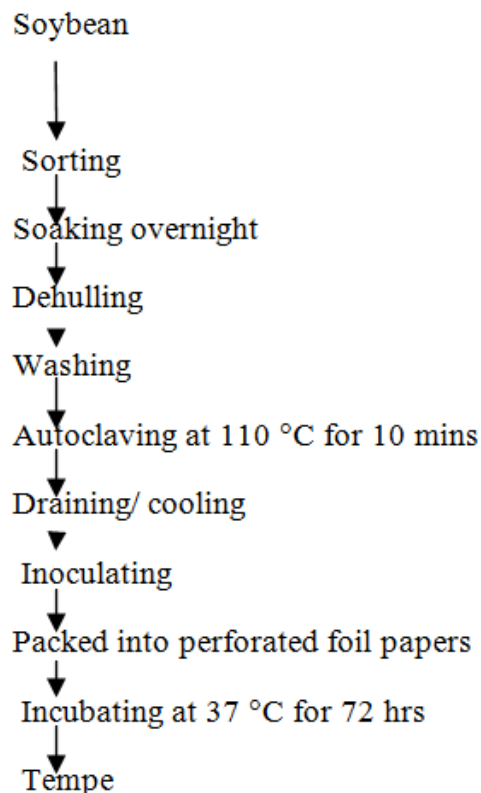 Soybean
Sorting
Soaking overnight
Dehulling
Washing
Autoclaving at 110 °C for 10 mins
Draining/ cooling
Inoculating
Packed into perforated foil papers
Incubating at 37 °C for 72 hrs
Tempe